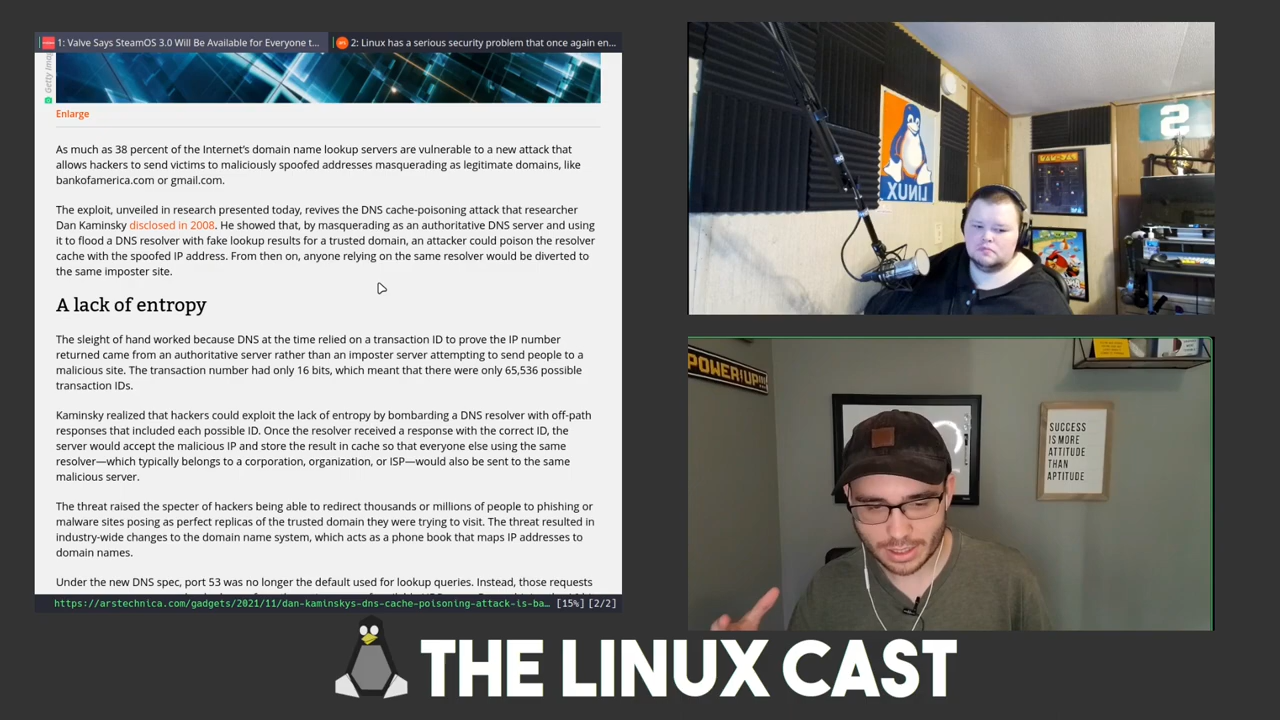 1: Valve Says SteamOS 3.0 Will Be Available for Everyone t...
2: Linux has a serious security problem that once again en...
Enlarge
As much as 38 percent of the Internet's domain name lookup servers are vulnerable to a new attack that
allows hackers to send victims to maliciously spoofed addresses masquerading as legitimate domains, like
bankofamerica.com or gmail.com.
The exploit, unveiled in research presented today, revives the DNS cache-poisoning attack that researcher
Dan Kaminsky disclosed in 2008. He showed that, by masquerading as an authoritative DNS server and using
it to flood a DNS resolver with fake lookup results for a trusted domain, an attacker could poison the resolver
cache with the spoofed IP address. From then on, anyone relying on the same resolver would be diverted to
the same imposter site.
A lack of entropy
The sleight of hand worked because DNS at the time relied on a transaction ID to prove the IP number
returned came from an authoritative server rather than an imposter server attempting to send people to a
malicious site. The transaction number had only 16 bits, which meant that there were only 65,536 possible
transaction IDs.
Kaminsky realized that hackers could exploit the lack of entropy by bombarding a DNS resolver with off-path
responses that included each possible ID. Once the resolver received a response with the correct ID, the
server would accept the malicious IP and store the result in cache so that everyone else using the same
resolver—which typically belongs to a corporation, organization, or ISP—would also be sent to the same
malicious server.
The threat raised the specter of hackers being able to redirect thousands or millions of people to phishing or
malware sites posing as perfect replicas of the trusted domain they were trying to visit. The threat resulted in
industry-wide changes to the domain name system, which acts as a phone book that maps IP addresses to
domain names.
Under the new DNS spec, port 53 was no longer the default used for lookup queries. Instead, those requests
https://arstechnica.com/gadgets/2021/11/dan-kaminskys-dns-cache-poisoning-attack-is-ba… [15%] [2/2]
LINUX
S
POWER UP!!!
SUCCESS
IS MORE
ATTITUDE
THAN
APTITUDE
THE LINUX CAST